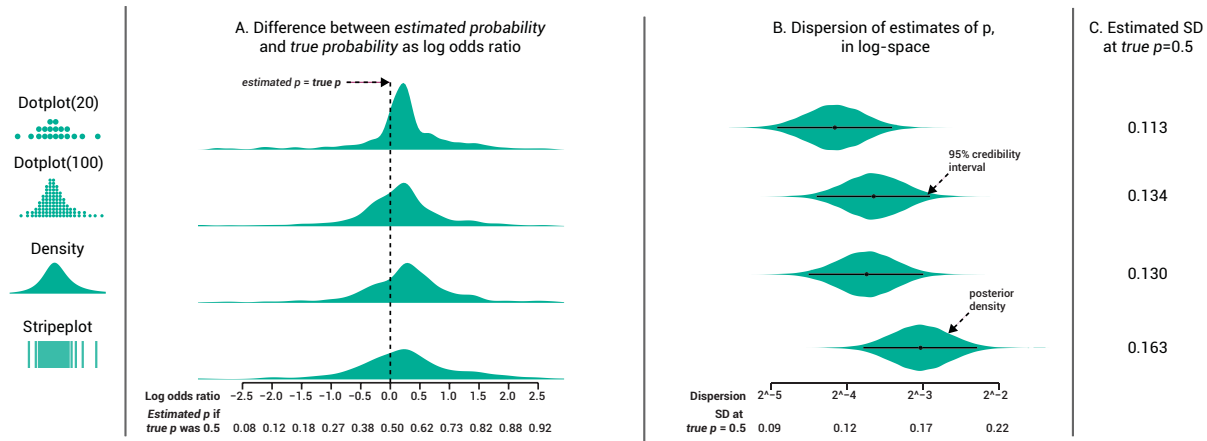 A. Difference between estimated probability
and true probability as log odds ratio
B. Dispersion of estimates of p,
in log-space
C. Estimated SD
at true p=0.5
estimated p = true p
Dotplot(20)
0.113
Dotplot(100)
95% credibility
interval
0.134
Density
0.130
posterior
density
Stripeplot
0.163
Log odds ratio −2.5 −2.0 −1.5 −1.0 −0.5 0.0 0.5 1.0 1.5 2.0 2.5
Estimated p if
true p was 0.5 0.08 0.12 0.18 0.27 0.38 0.50 0.62 0.73 0.82 0.88 0.92
Dispersion 2^−5 2^−4 2^−3 2^−2
SD at
true p = 0.5 0.09 0.12 0.17 0.22